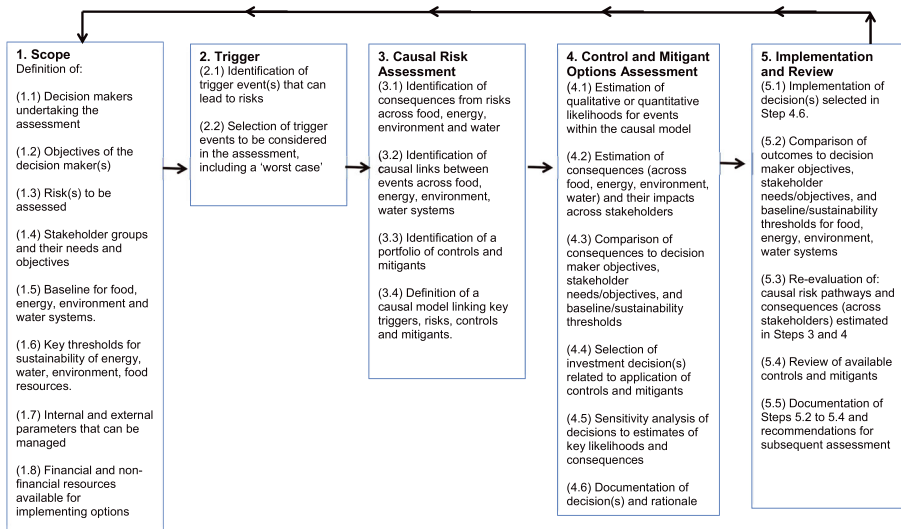 1. Scope
Definition of:
(1.1) Decision makers
undertaking the
assessment
(1.2) Objectives of the
decision maker(s)
(1.3) Risk(s) to be
assessed
(1.4) Stakeholder groups
and their needs and
objectives
(1.5) Baseline for food,
energy, environment and
water systems.
(1.6) Key thresholds for
sustainability of energy,
water, environment, food
resources.
(1.7) Internal and external
parameters that can be
managed
(1.8) Financial and non-
financial resources
available for
implementing options
2. Trigger
(2.1) Identification of
trigger event(s) that can
lead to risks
(2.2) Selection of trigger
events to be considered
in the assessment,
including a ‘worst case’
3. Causal Risk
Assessment
(3.1) Identification of
consequences from risks
across food, energy,
environment and water
(3.2) Identification of
causal links between
events across food,
energy, environment,
water systems
(3.3) Identification of a
portfolio of controls and
mitigants
(3.4) Definition of a
causal model linking key
triggers, risks, controls
and mitigants.
4. Control and Mitigant
Options Assessment
(4.1) Estimation of
qualitative or quantitative
likelihoods for events
within the causal model
(4.2) Estimation of
consequences (across
food, energy, environment,
water) and their impacts
across stakeholders
(4.3) Comparison of
consequences to decision
maker objectives,
stakeholder
needs/objectives, and
baseline/sustainability
thresholds
(4.4) Selection of
investment decision(s)
related to application of
controls and mitigants
(4.5) Sensitivity analysis of
decisions to estimates of
key likelihoods and
consequences
(4.6) Documentation of
decision(s) and rationale
5. Implementation
and Review
(5.1) Implementation of
decision(s) selected in
Step 4.6.
(5.2) Comparison of
outcomes to decision
maker objectives,
stakeholder
needs/objectives, and
baseline/sustainability
thresholds for food,
energy, environment,
water systems
(5.3) Re-evaluation of:
causal risk pathways and
consequences (across
stakeholders) estimated
in Steps 3 and 4
(5.4) Review of available
controls and mitigants
(5.5) Documentation of
Steps 5.2 to 5.4 and
recommendations for
subsequent assessment